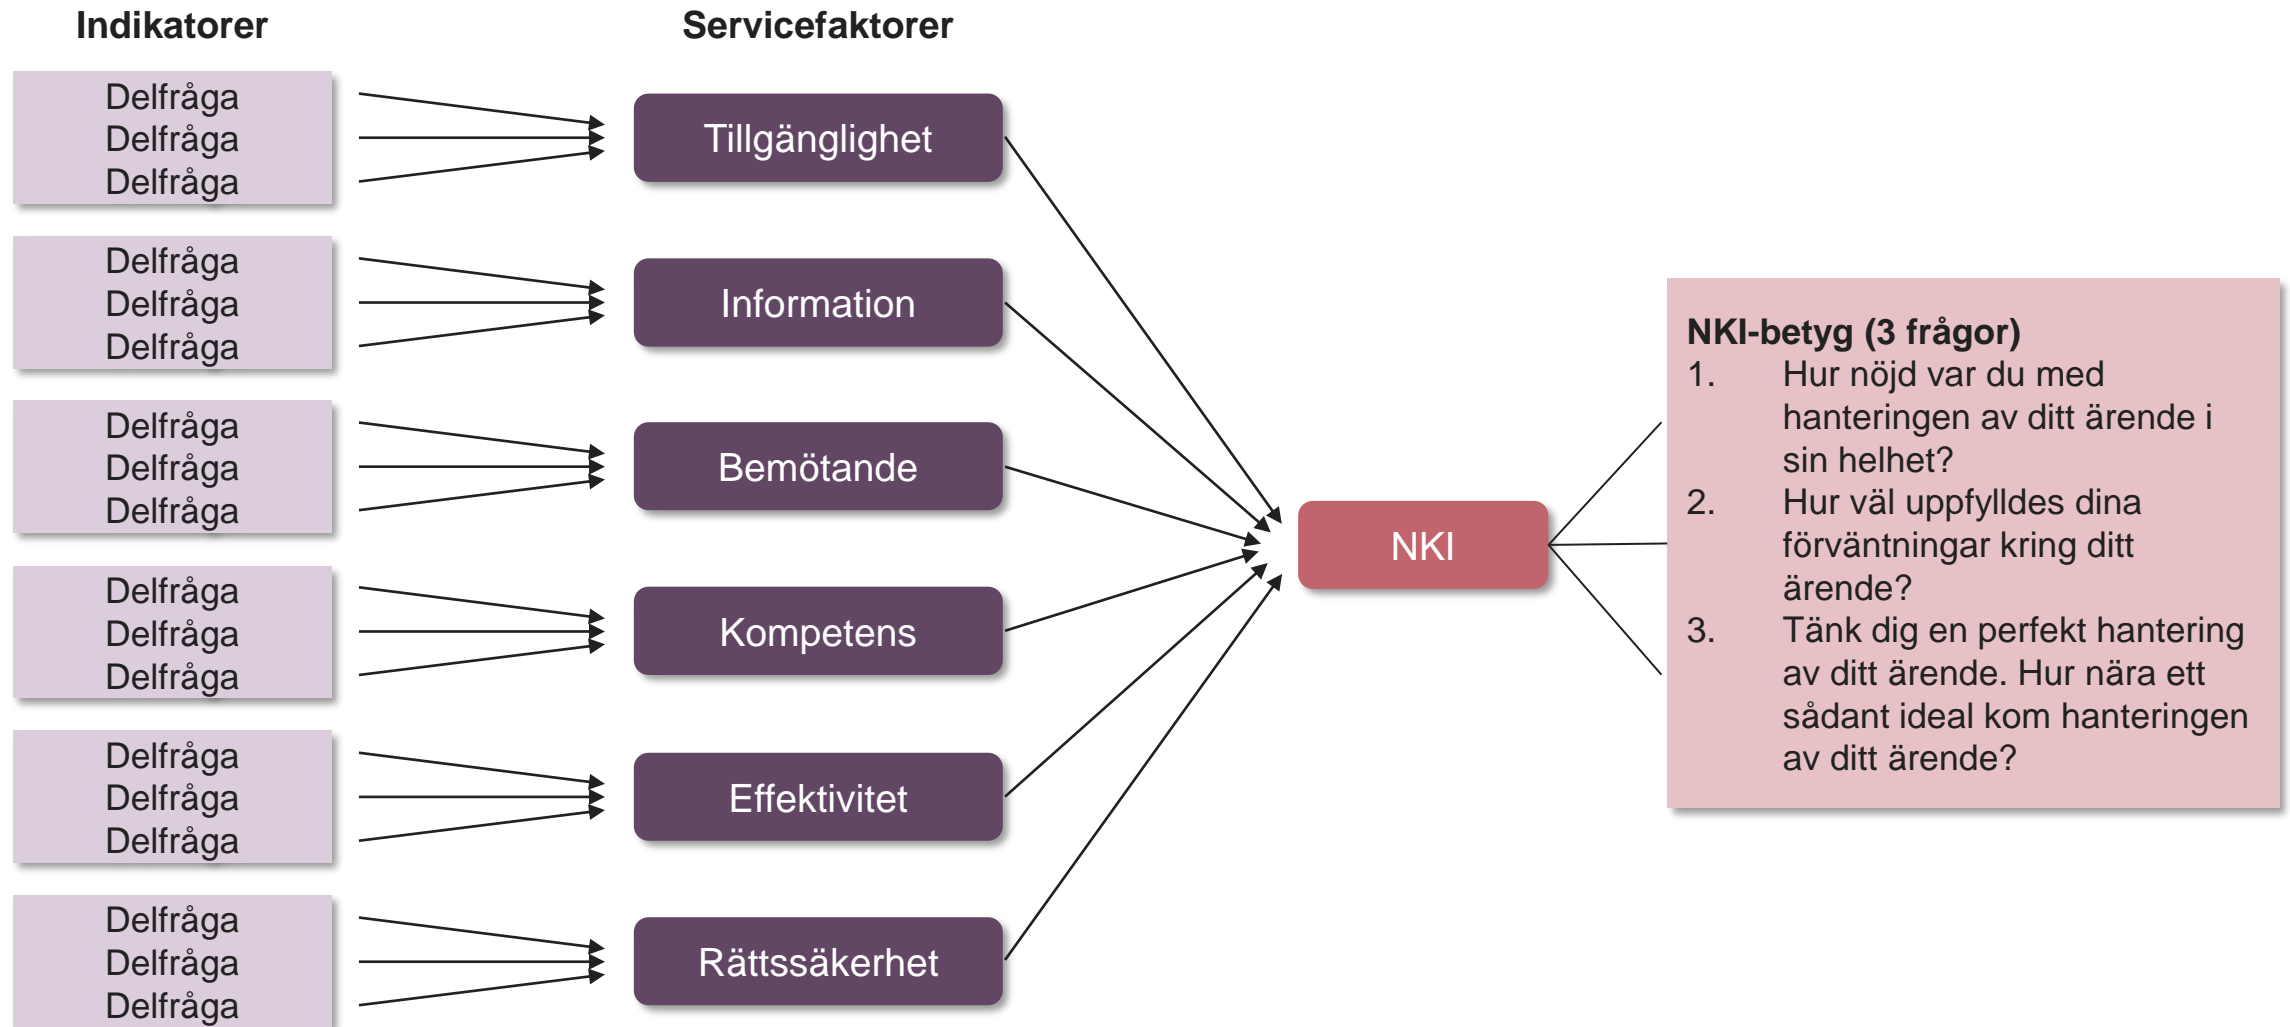 Indikatorer
Servicefaktorer
Delfråga
Delfråga
Delfråga
Tillgänglighet
Delfråga
Delfråga
Delfråga
Information
Delfråga
Delfråga
Delfråga
Bemötande
Delfråga
Delfråga
Delfråga
Kompetens
Delfråga
Delfråga
Delfråga
Effektivitet
Delfråga
Delfråga
Delfråga
Rättssäkerhet
NKI
NKI-betyg (3 frågor)
1. Hur nöjd var du med
hanteringen av ditt ärende i
sin helhet?
2. Hur väl uppfylldes dina
förväntningar kring ditt
ärende?
3. Tänk dig en perfekt hantering
av ditt ärende. Hur nära ett
sådant ideal kom hanteringen
av ditt ärende?